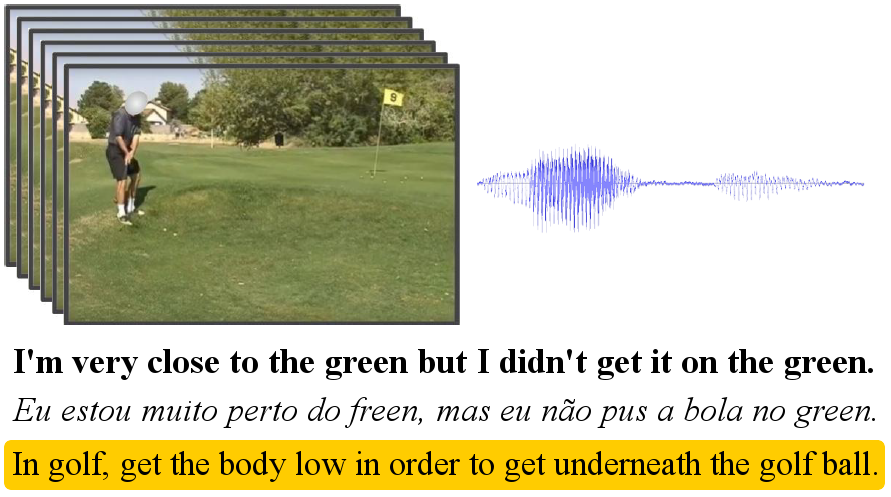 9
I'm very close to the green but I didn't get it on the green.
Eu estou muito perto do freen, mas eu não pus a bola no green.
In golf, get the body low in order to get underneath the golf ball.